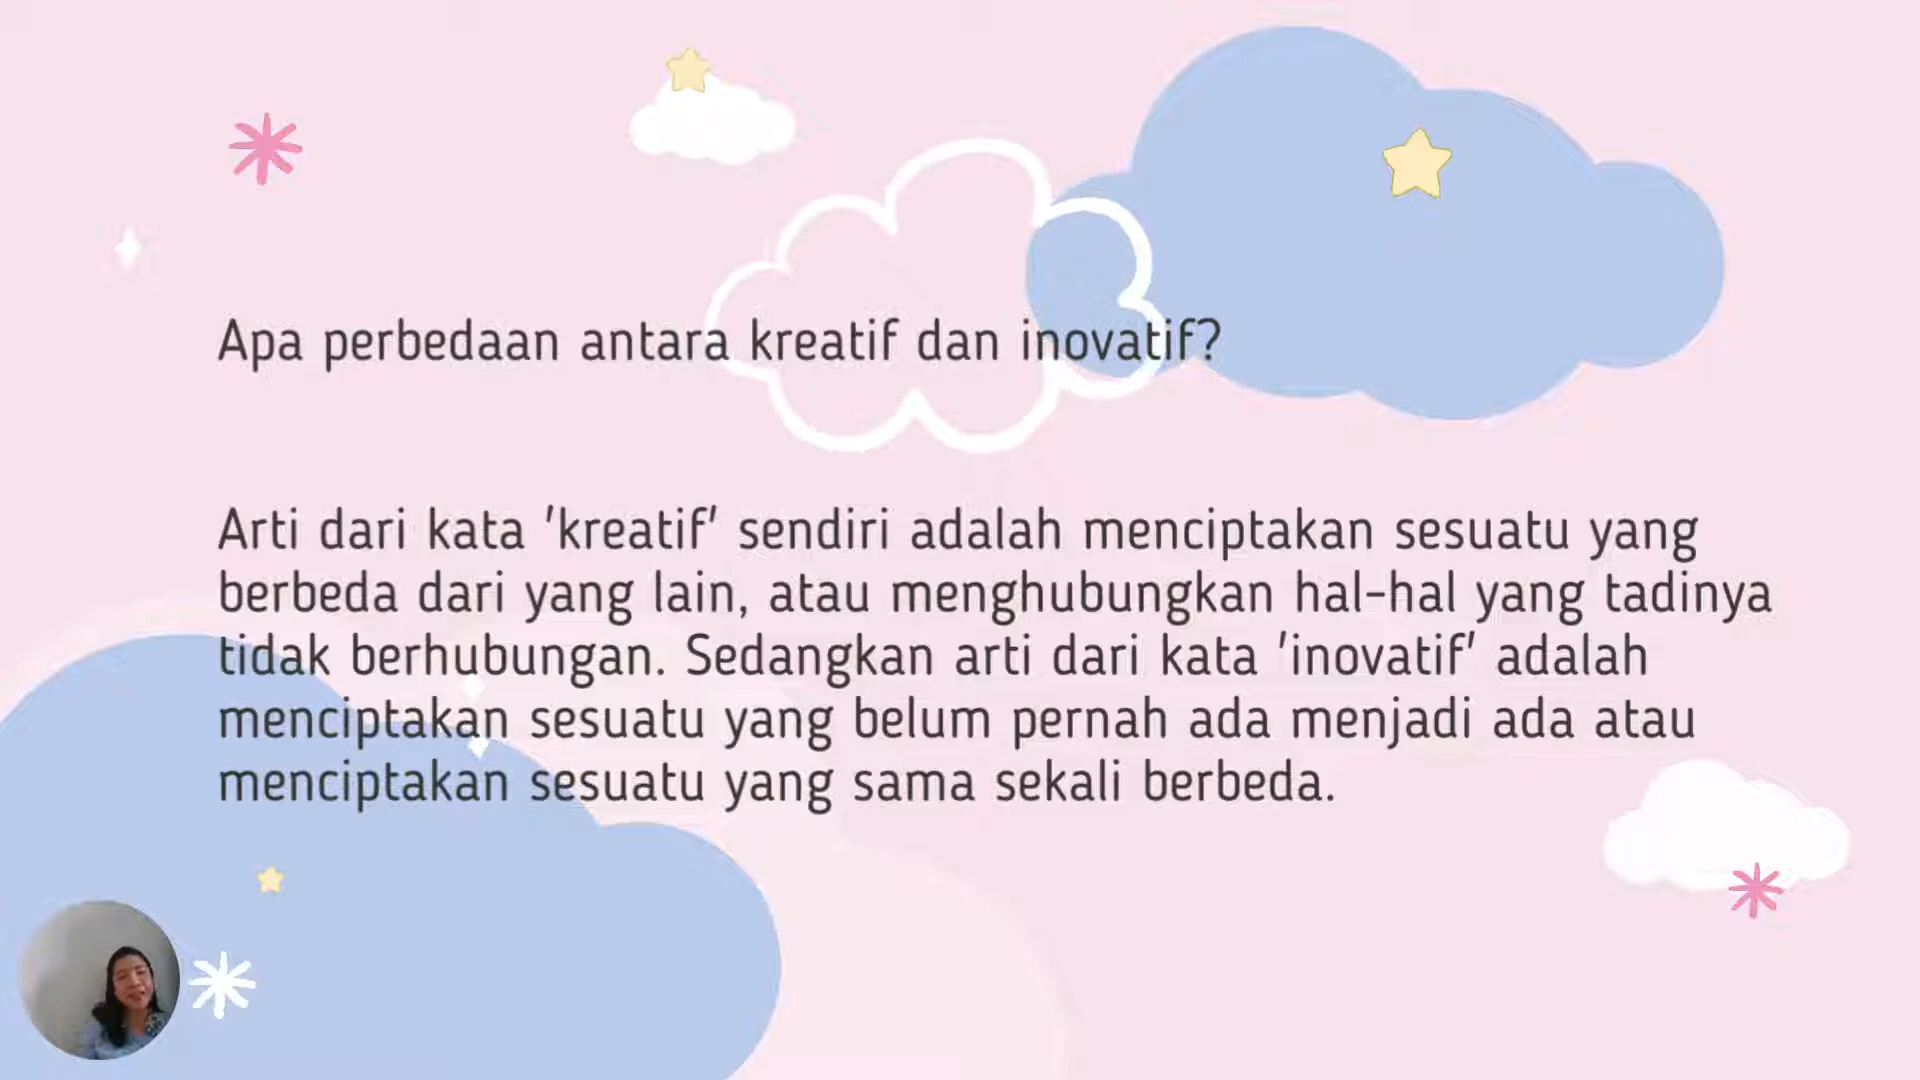 Apa perbedaan antara kreatif dan inovatif?
Arti dari kata 'kreatif' sendiri adalah menciptakan sesuatu yang
berbeda dari yang lain, atau menghubungkan hal-hal yang tadinya
tidak berhubungan. Sedangkan arti dari kata 'inovatif' adalah
menciptakan sesuatu yang belum pernah ada menjadi ada atau
menciptakan sesuatu yang sama sekali berbeda.